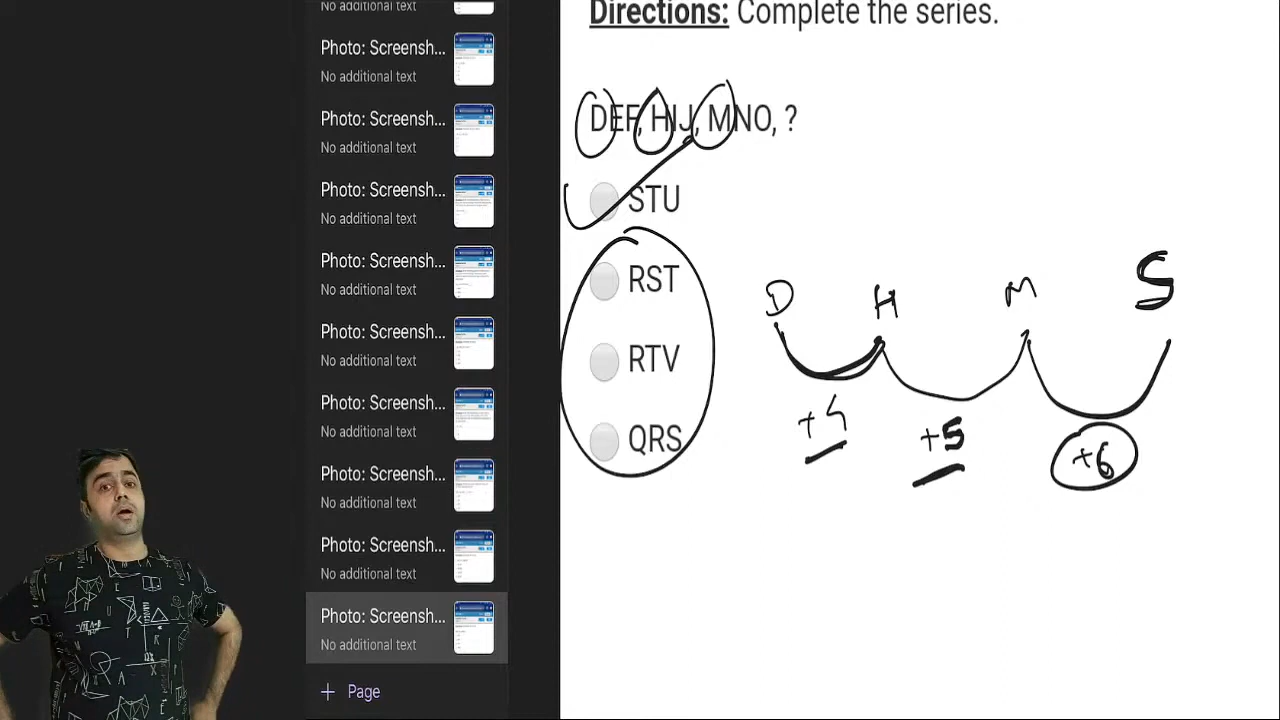 No additional text
Photo: Screensh...
No additional text
Photo: Screensh...
No additional text
Photo: Screensh...
No additional text
Photo: Screensh...
No additional text
Photo: Screensh...
No additional text
Photo: Screensh...
No additional text
Photo: Screensh...
No additional text
Photo: Screensh...
No additional text
Photo: Screensh...
No additional text
+ Page
Directions: Complete the series.
DEF, HIJ, MNO, ?
STU
RST
RTV
QRS
D H M S
+4 +5 +6